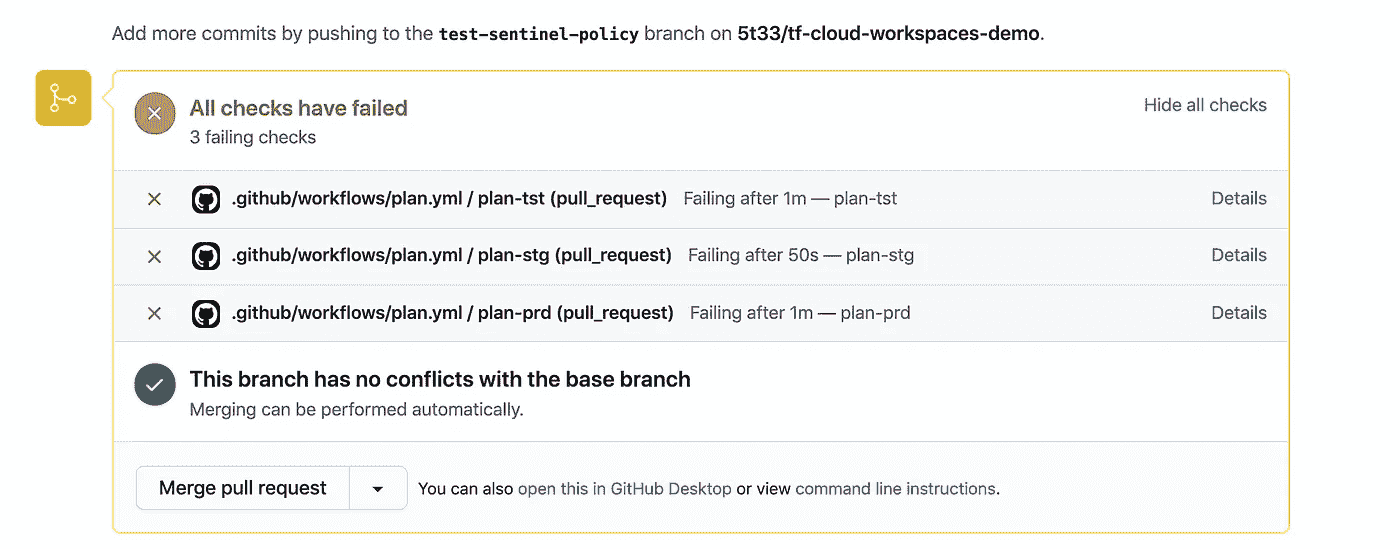 Add more commits by pushing to the test-sentinel-policy branch on 5t33/tf-cloud-workspaces-demo.
All checks have failed
Hide all checks
3 failing checks
.github/workflows/plan.yml / plan-tst (pull_request) Failing after 1m — plan-tst Details
.github/workflows/plan.yml / plan-stg (pull_request) Failing after 50s — plan-stg Details
.github/workflows/plan.yml / plan-prd (pull_request) Failing after 1m — plan-prd Details
This branch has no conflicts with the base branch
Merging can be performed automatically.
Merge pull request You can also open this in GitHub Desktop or view command line instructions.